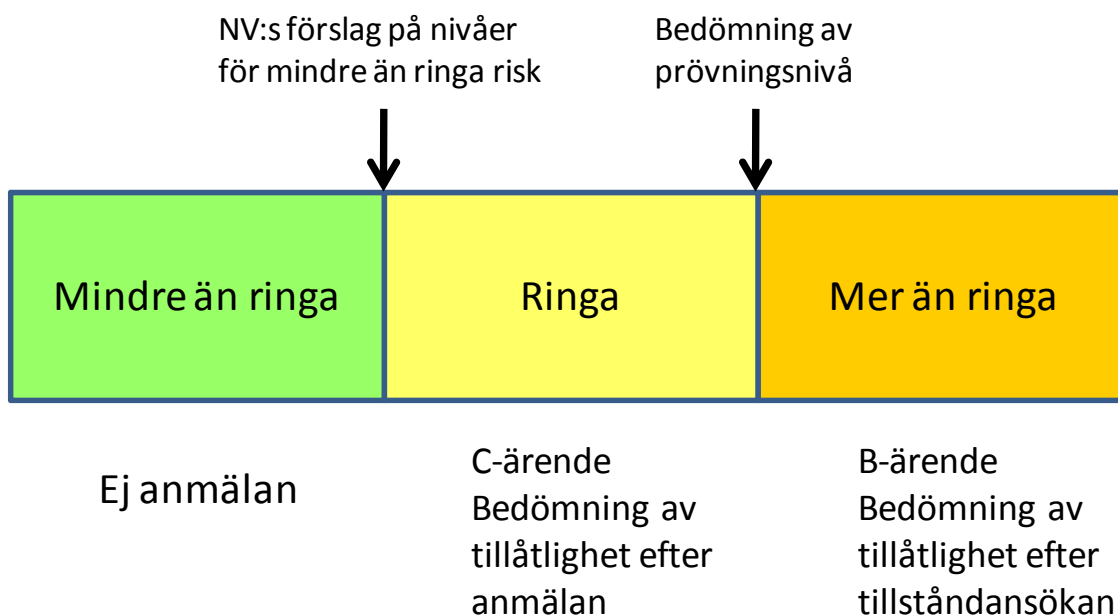 NV:s förslag på nivåer
för mindre än ringa risk
Bedömning av
prövningsnivå
Mindre än ringa
Ringa
Mer än ringa
Ej anmälan
C-ärende
Bedömning av
tillåtlighet efter
anmälan
B-ärende
Bedömning av
tillåtlighet efter
tillståndansökan